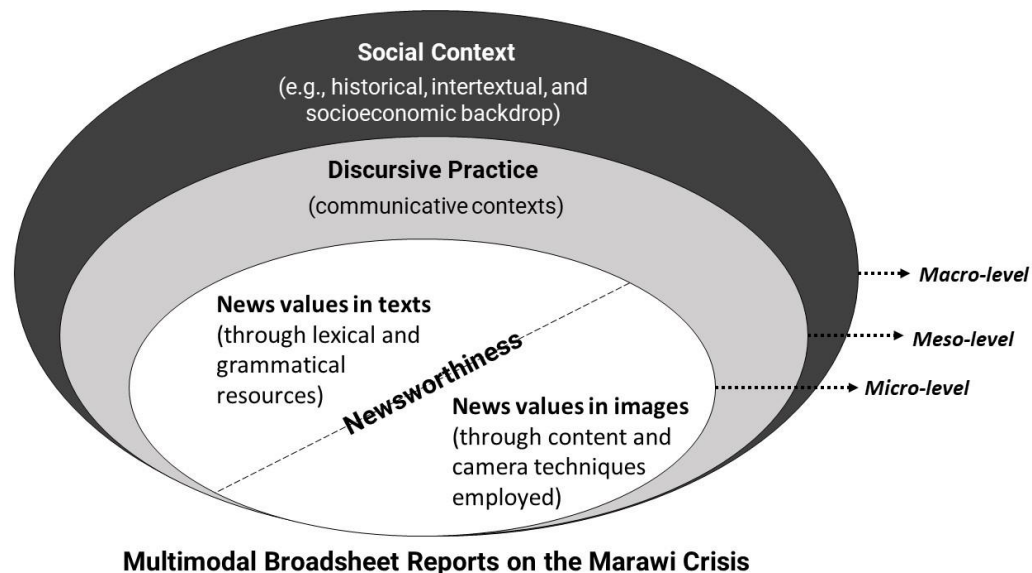 Social Context
(e.g., historical, intertextual, and
socioeconomic backdrop)
Discursive Practice
(communicative contexts)
Macro-level
News values in texts
(through lexical and
grammatical
resources)
Meso-level
Newsworthiness
Micro-level
News values in images
(through content and
camera techniques
employed)
Multimodal Broadsheet Reports on the Marawi Crisis